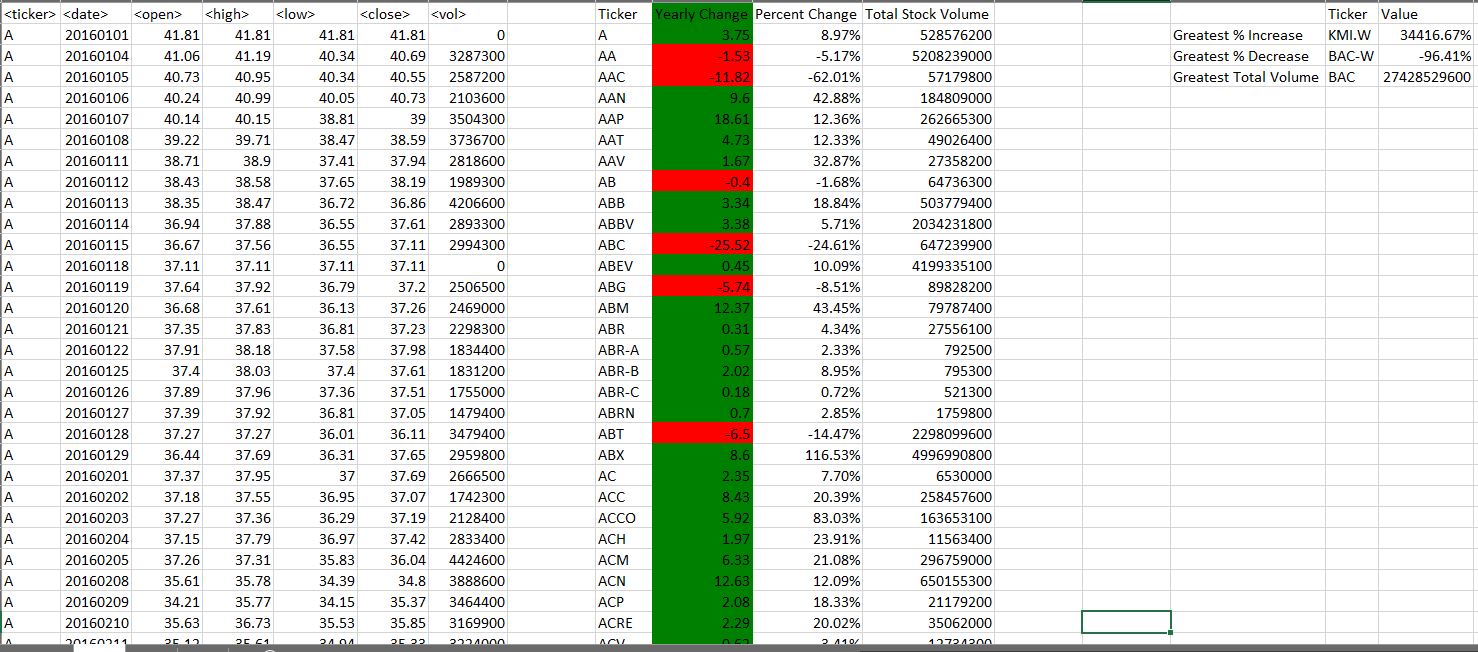 <ticker> <date> <open> <high> <low> <close> <vol> Ticker Yearly Change Percent Change Total Stock Volume Ticker Value
A 20160101 41.81 41.81 41.81 41.81 0 A 3.75 8.97% 528576200 Greatest % Increase KMI.W 34416.67%
A 20160104 41.06 41.19 40.34 40.69 3287300 AA -1.53 -5.17% 5208239000 Greatest % Decrease BAC-W -96.41%
A 20160105 40.73 40.95 40.34 40.55 2587200 AAC -11.82 -62.01% 57179800 Greatest Total Volume BAC 27428529600
A 20160106 40.24 40.99 40.05 40.73 2103600 AAN 9.6 42.88% 184809000
A 20160107 40.14 40.15 38.81 39 3504300 AAP 18.61 12.36% 262665300
A 20160108 39.22 39.71 38.47 38.59 3736700 AAT 4.73 12.33% 49026400
A 20160111 38.71 38.9 37.41 37.94 2818600 AAV 1.67 32.87% 27358200
A 20160112 38.43 38.58 37.65 38.19 1989300 AB -0.4 -1.68% 64736300
A 20160113 38.35 38.47 36.72 36.86 4206600 ABB 3.34 18.84% 503779400
A 20160114 36.94 37.88 36.55 37.61 2893300 ABBV 3.38 5.71% 2034231800
A 20160115 36.67 37.56 36.55 37.11 2994300 ABC -25.52 -24.61% 647239900
A 20160118 37.11 37.11 37.11 37.11 0 ABEV 0.45 10.09% 4199335100
A 20160119 37.64 37.92 36.79 37.2 2506500 ABG -5.74 -8.51% 89828200
A 20160120 36.68 37.61 36.13 37.26 2469000 ABM 12.37 43.45% 79787400
A 20160121 37.35 37.83 36.81 37.23 2298300 ABR 0.31 4.34% 27556100
A 20160122 37.91 38.18 37.58 37.98 1834400 ABR-A 0.57 2.33% 792500
A 20160125 37.4 38.03 37.4 37.61 1831200 ABR-B 2.02 8.95% 795300
A 20160126 37.89 37.96 37.36 37.51 1755000 ABR-C 0.18 0.72% 521300
A 20160127 37.39 37.92 36.81 37.05 1479400 ABRN 0.7 2.85% 1759800
A 20160128 37.27 37.27 36.01 36.11 3479400 ABT -6.5 -14.47% 2298099600
A 20160129 36.44 37.69 36.31 37.65 2959800 ABX 8.6 116.53% 4996990800
A 20160201 37.37 37.95 37 37.69 2666500 AC 2.35 7.70% 6530000
A 20160202 37.18 37.55 36.95 37.07 1742300 ACC 8.43 20.39% 258457600
A 20160203 37.27 37.36 36.29 37.19 2128400 ACCO 5.92 83.03% 163653100
A 20160204 37.15 37.79 36.97 37.42 2833400 ACH 1.97 23.91% 11563400
A 20160205 37.26 37.31 35.83 36.04 4424600 ACM 6.33 21.08% 296759000
A 20160208 35.61 35.78 34.39 34.8 3888600 ACN 12.63 12.09% 650155300
A 20160209 34.21 35.77 34.15 35.37 3464400 ACP 2.08 18.33% 21179200
A 20160210 35.63 36.73 35.53 35.85 3169900 ACRE 2.29 20.02% 35062000